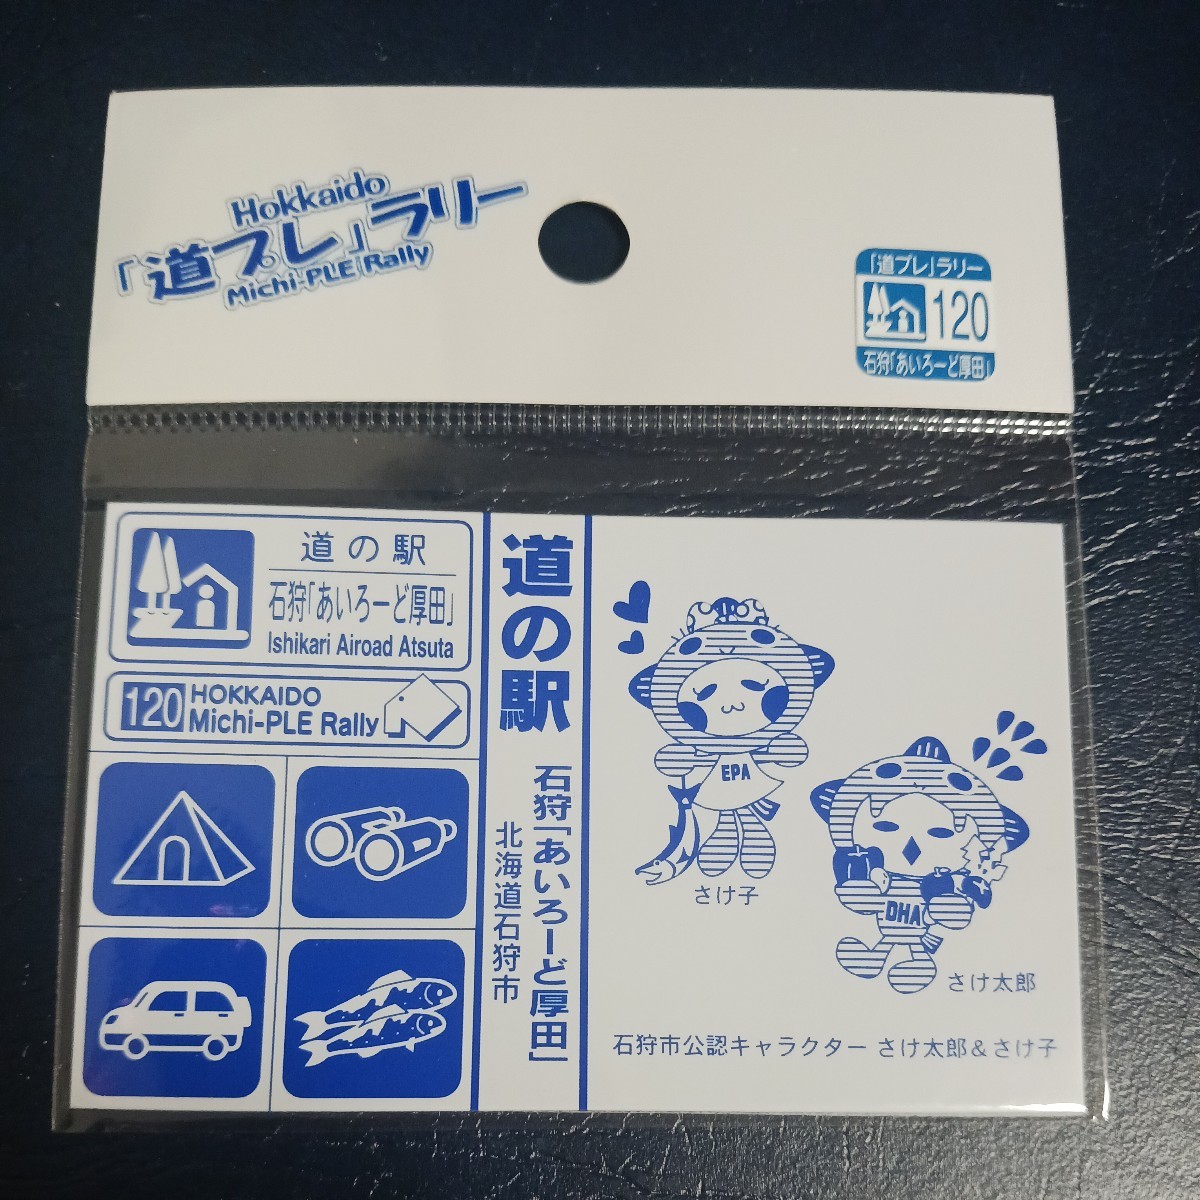 Hokkaido
「道プレ」ラリー
Michi-PLE Rally
「道プレ」ラリー
120
石狩「あいろーど厚田」
道の駅
石狩「あいろーど厚田」
Ishikari Airoad Atsuta
120
HOKKAIDO
Michi-PLE Rally
道の駅
石狩「あいろーど厚田」
北海道石狩市
EPA
さけ子
DHA
さけ太郎
石狩市公認キャラクター さけ太郎&さけ子